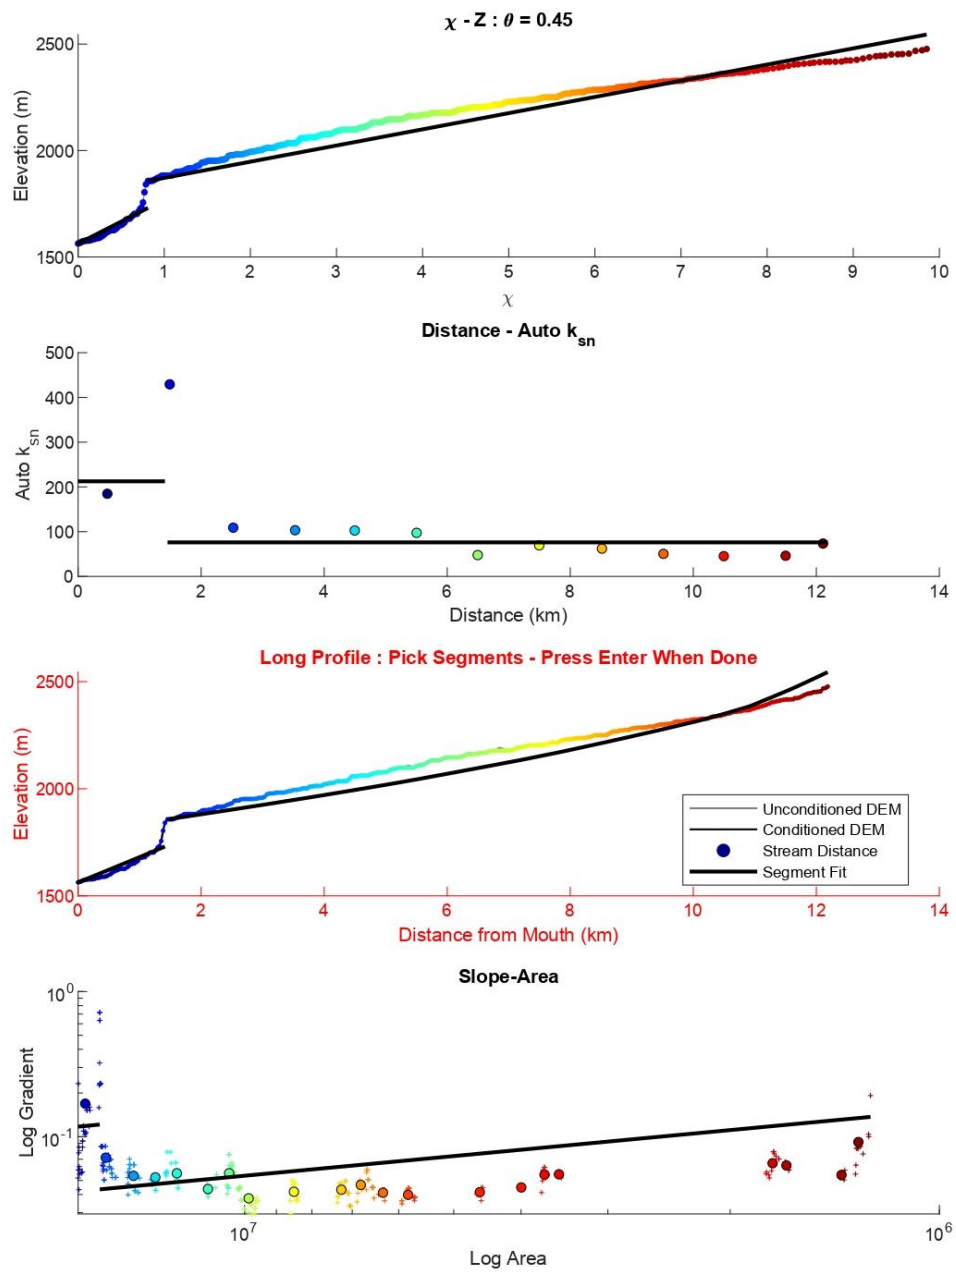 χ - Z : θ = 0.45
2500
2000
1500
Elevation (m)
0 1 2 3 4 5 6 7 8 9 10
χ
Distance - Auto k_sn
500
400
300
200
100
0
Auto k_sn
0 2 4 6 8 10 12 14
Distance (km)
Long Profile : Pick Segments - Press Enter When Done
2500
2000
1500
Elevation (m)
Unconditioned DEM
Conditioned DEM
Stream Distance
Segment Fit
0 2 4 6 8 10 12 14
Distance from Mouth (km)
Slope-Area
10^0
10^-1
Log Gradient
10^7 10^6
Log Area